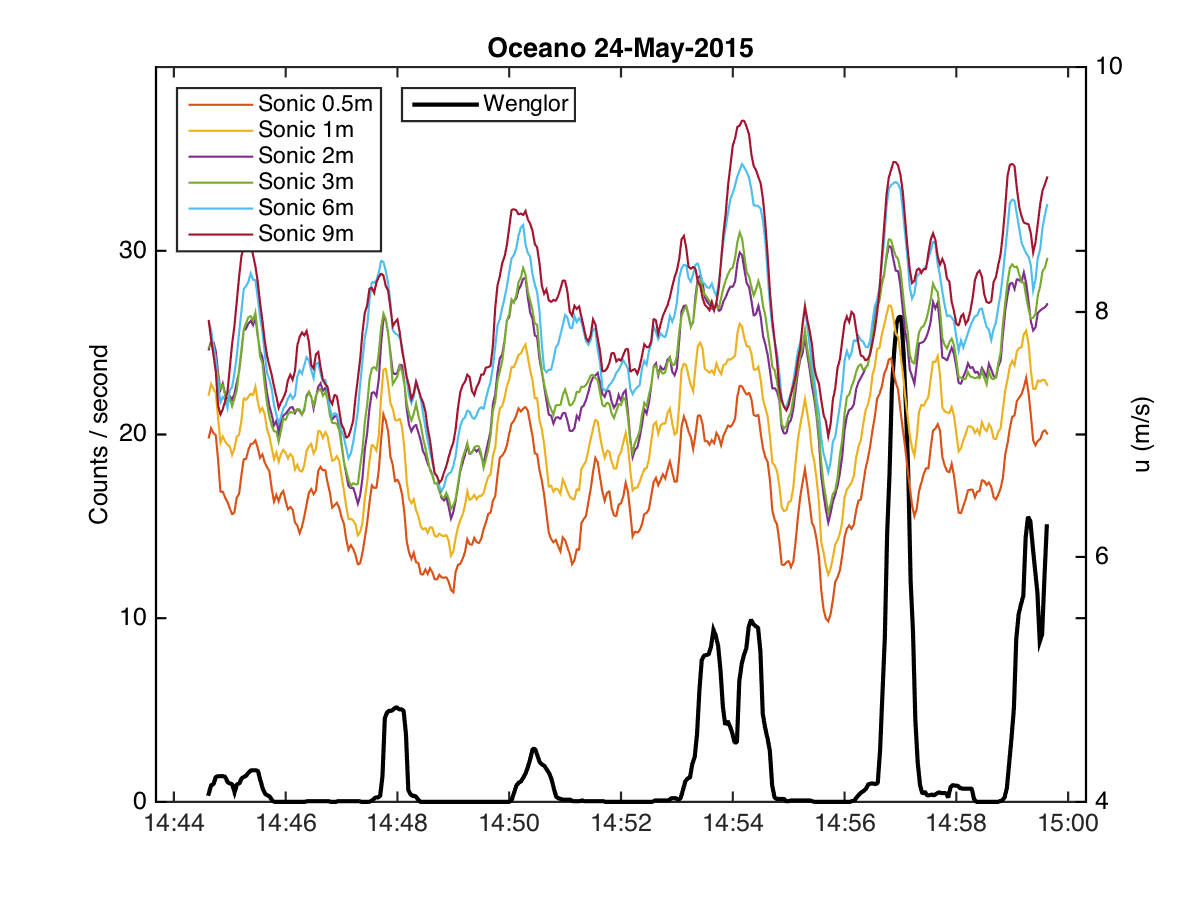 Oceano 24-May-2015
Sonic 0.5m
Sonic 1m
Sonic 2m
Sonic 3m
Sonic 6m
Sonic 9m
Wenglor
Counts / second
30
20
10
0
10
8
6
4
u (m/s)
14:44 14:46 14:48 14:50 14:52 14:54 14:56 14:58 15:00